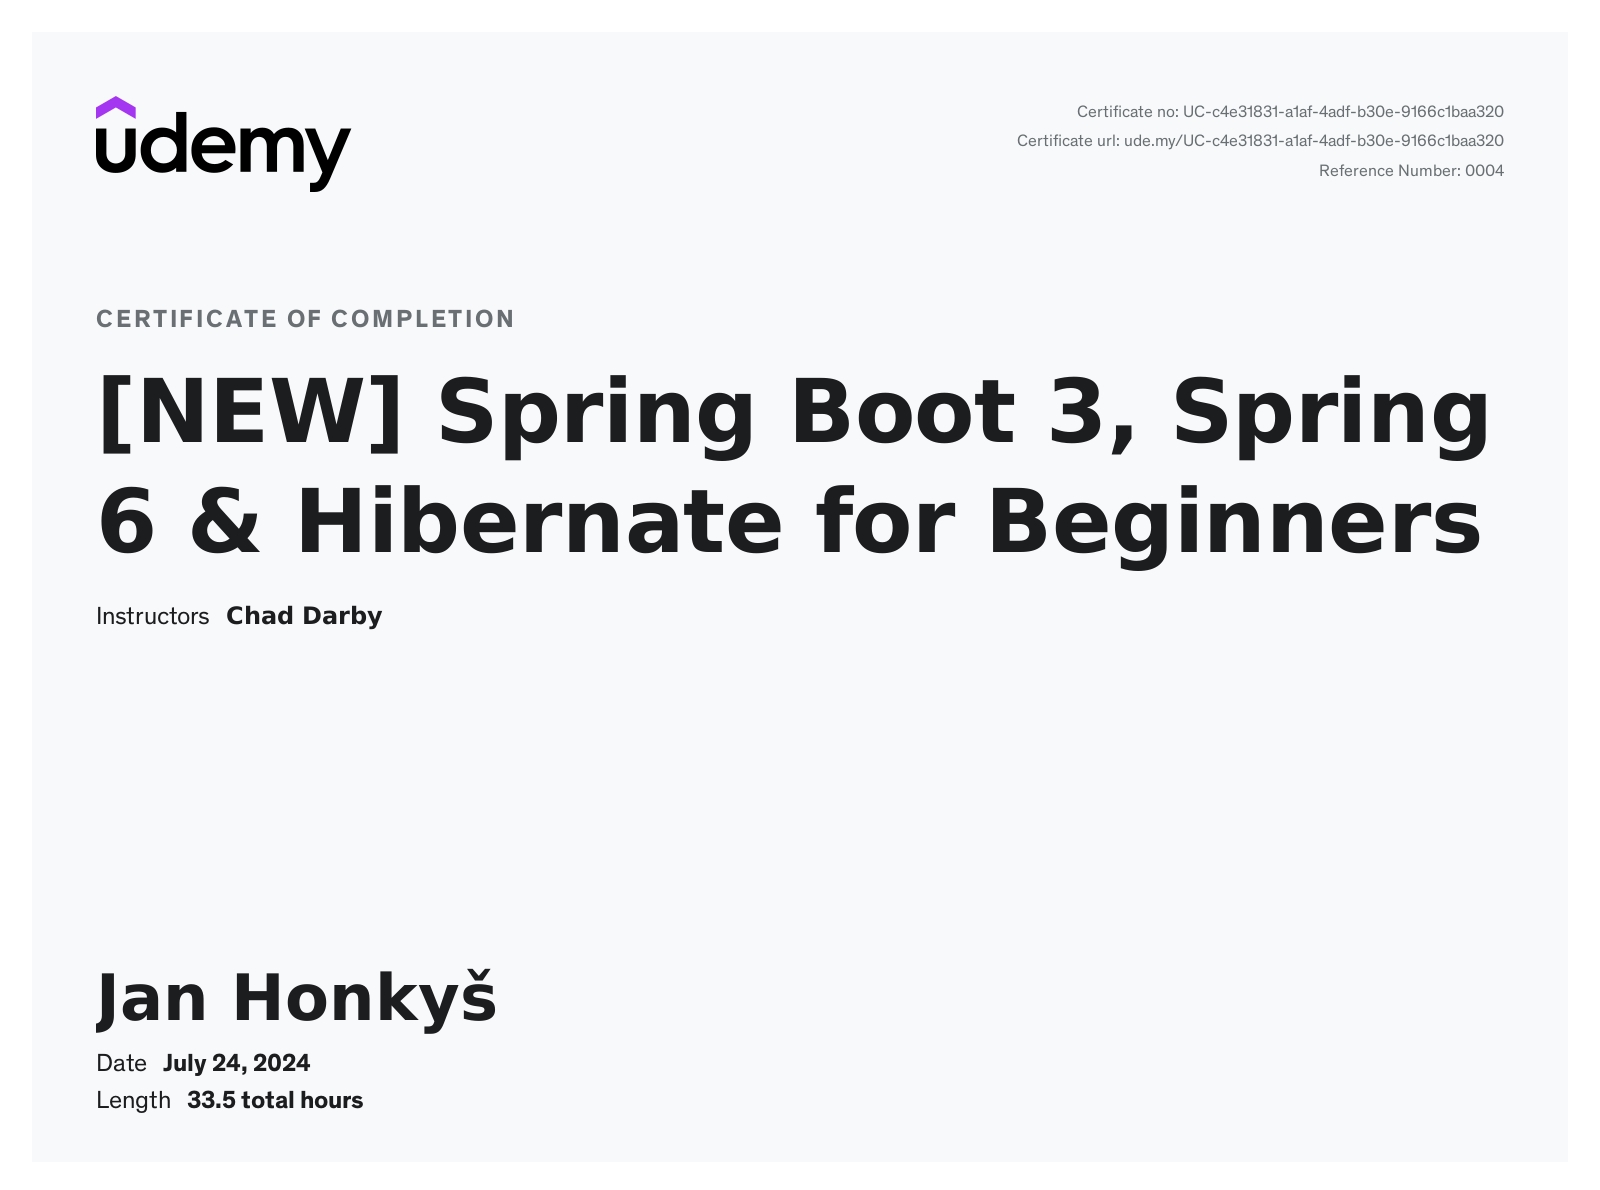 udemy
Certificate no: UC-c4e31831-a1af-4adf-b30e-9166c1baa320
Certificate url: ude.my/UC-c4e31831-a1af-4adf-b30e-9166c1baa320
Reference Number: 0004
CERTIFICATE OF COMPLETION
[NEW] Spring Boot 3, Spring
6 & Hibernate for Beginners
Instructors Chad Darby
Jan Honkyš
Date July 24, 2024
Length 33.5 total hours